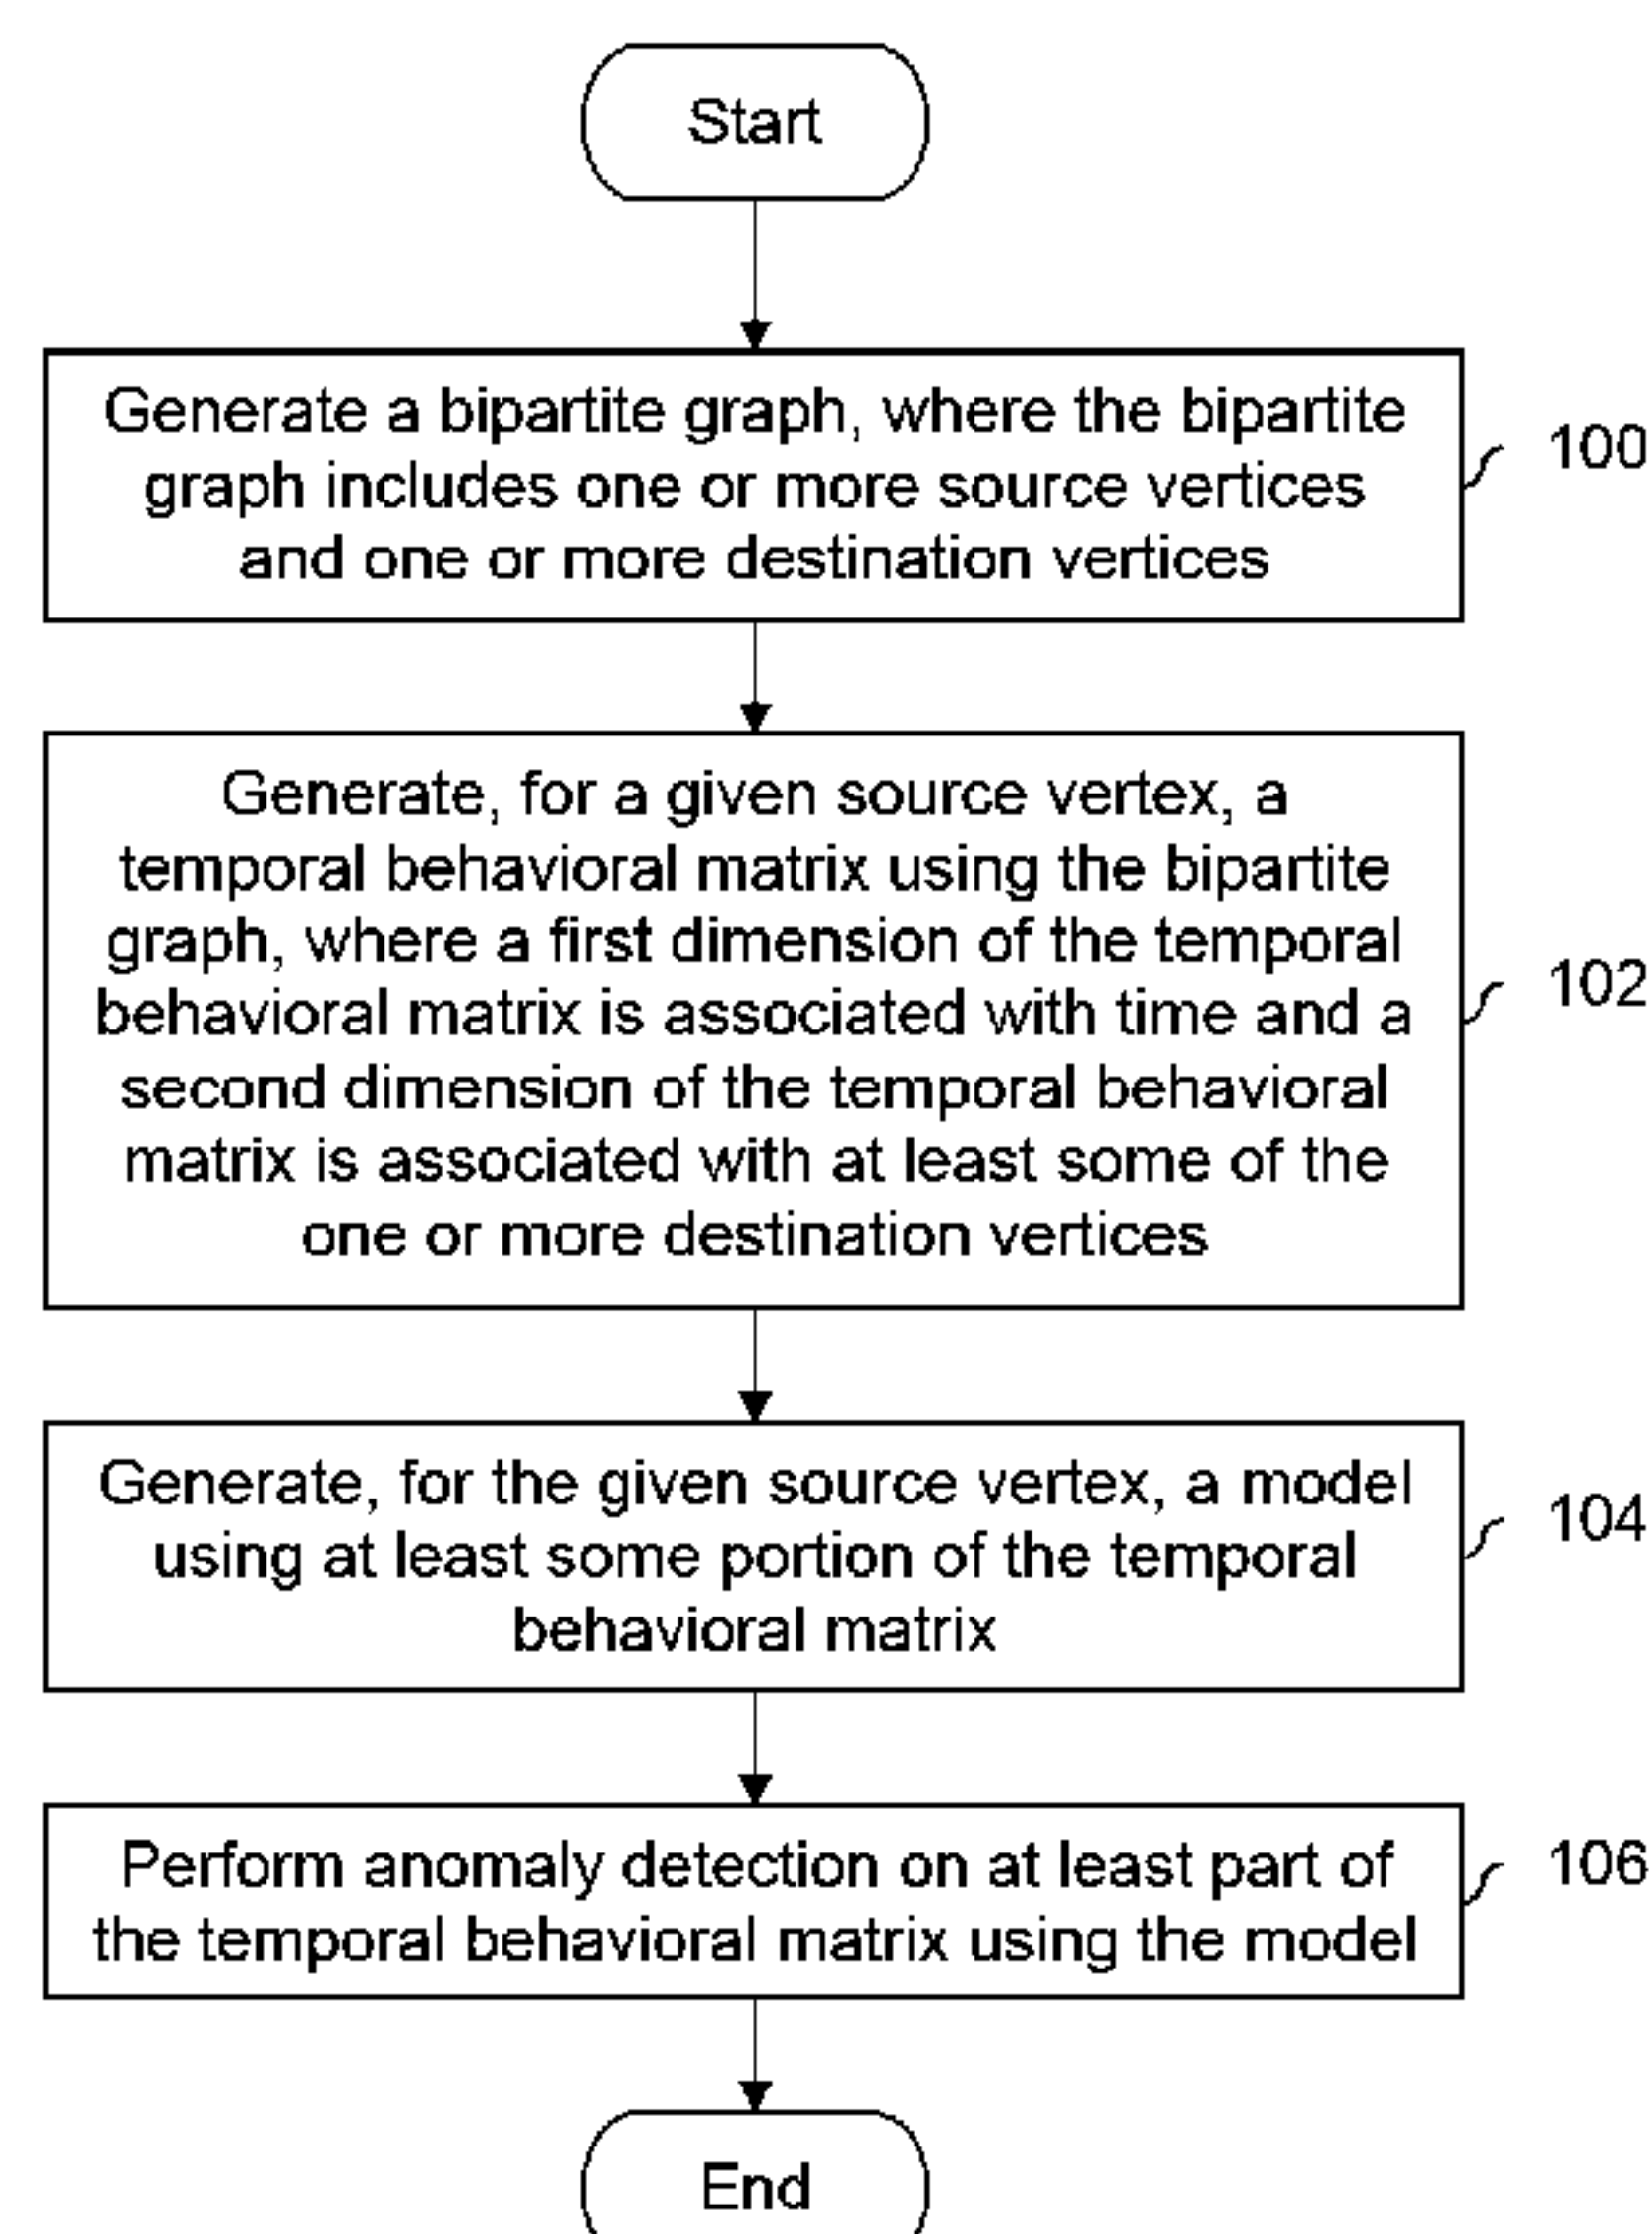 Start
Generate a bipartite graph, where the bipartite
graph includes one or more source vertices
and one or more destination vertices
100
Generate, for a given source vertex, a
temporal behavioral matrix using the bipartite
graph, where a first dimension of the temporal
behavioral matrix is associated with time and a
second dimension of the temporal behavioral
matrix is associated with at least some of the
one or more destination vertices
102
Generate, for the given source vertex, a model
using at least some portion of the temporal
behavioral matrix
104
Perform anomaly detection on at least part of
the temporal behavioral matrix using the model
106
End